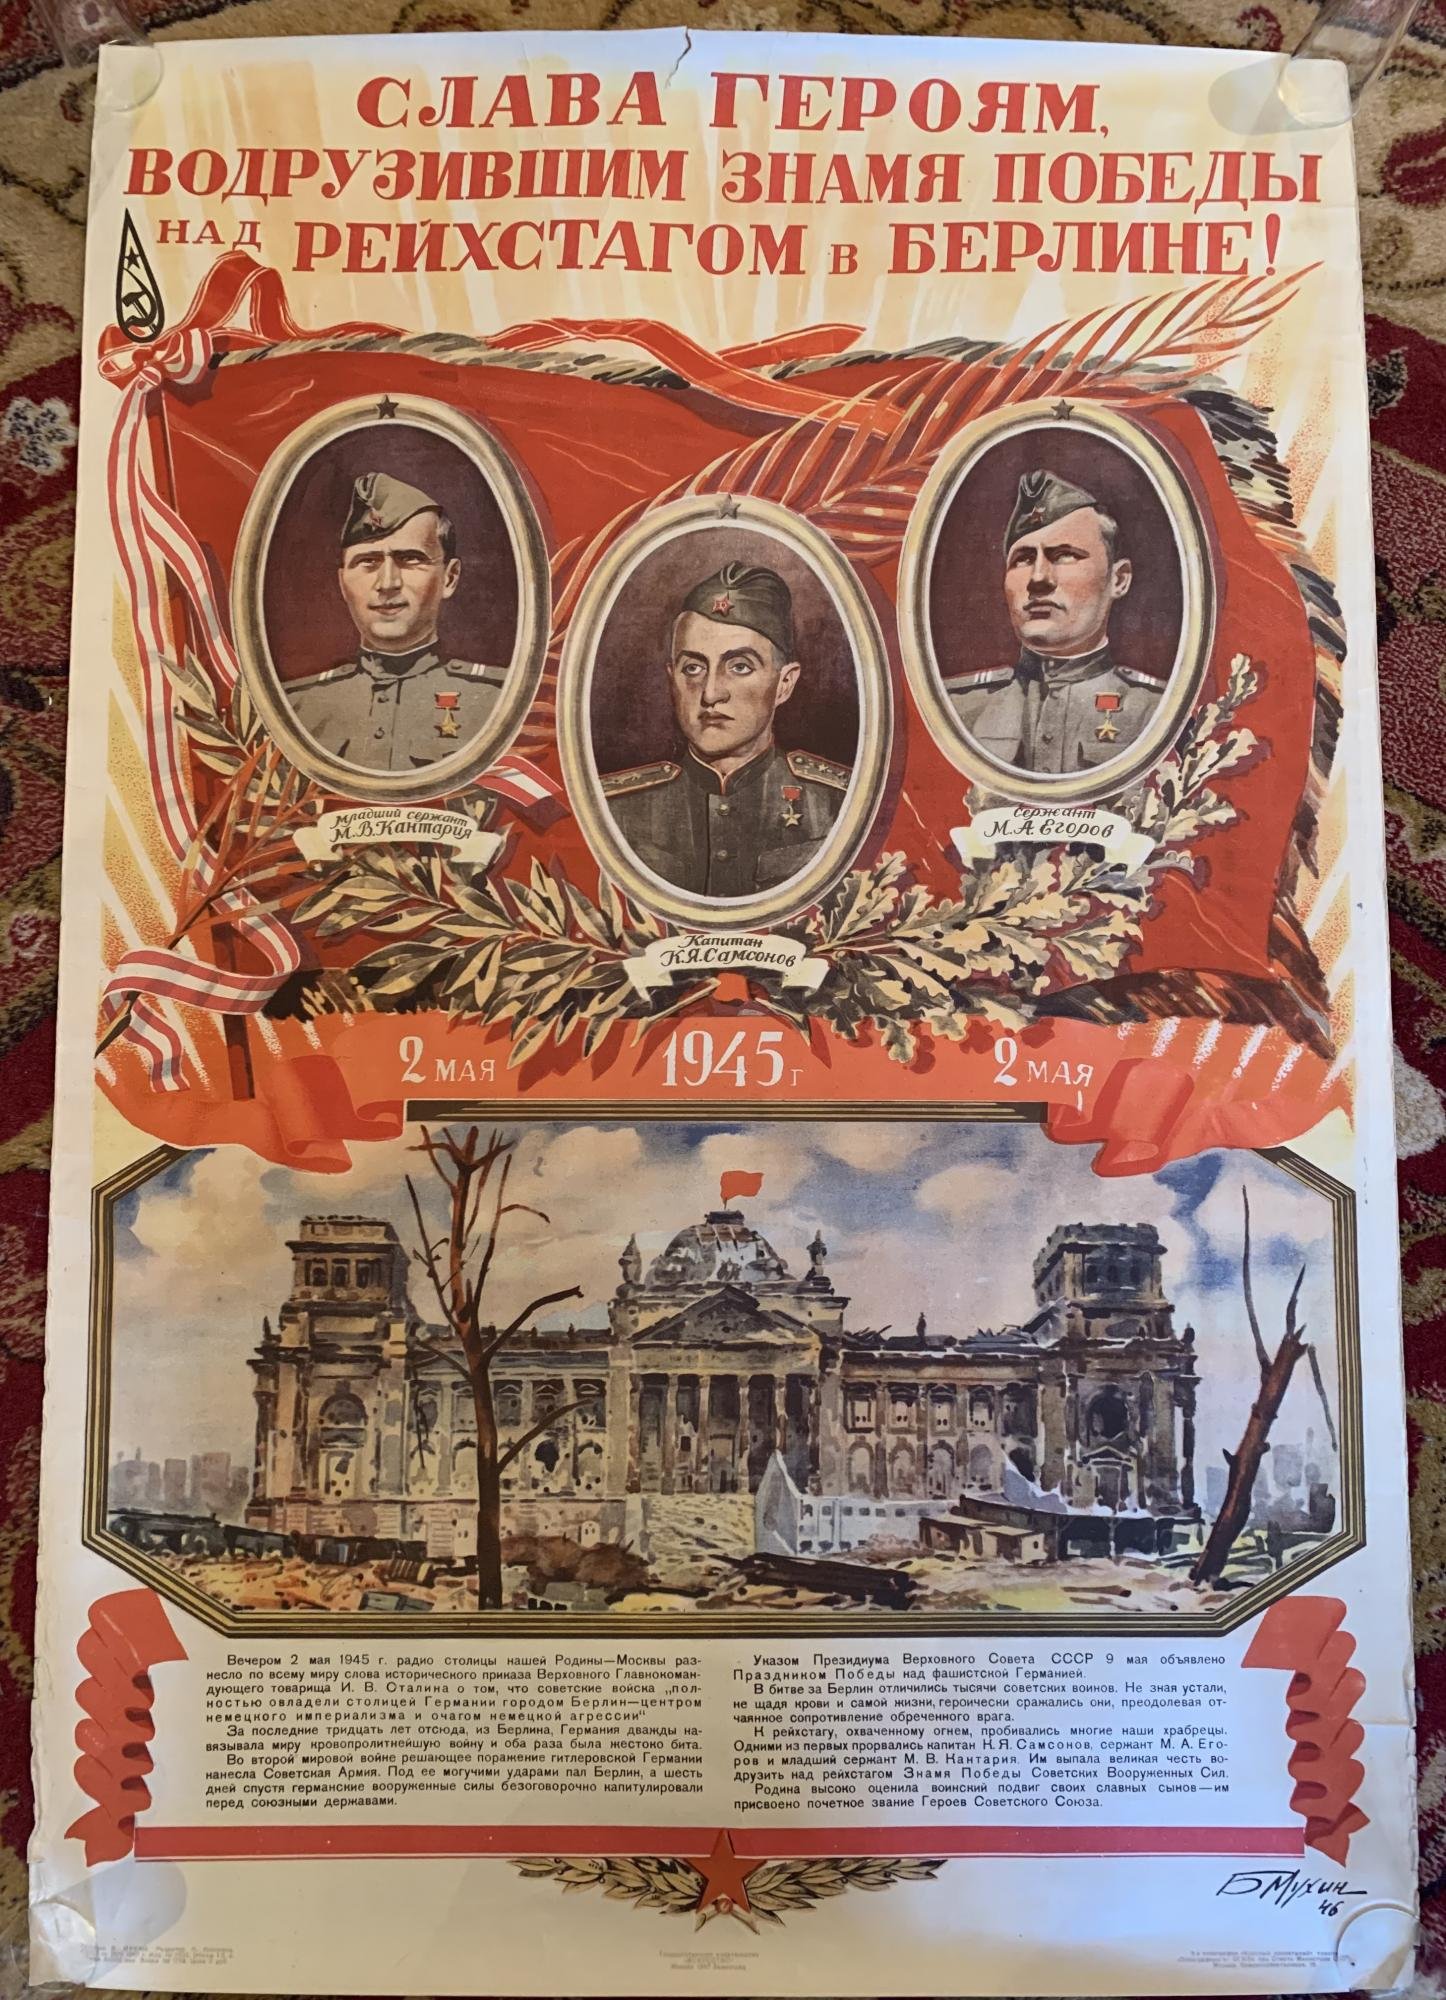 СЛАВА ГЕРОЯМ,
ВОДРУЗИВШИМ ЗНАМЯ ПОБЕДЫ
НАД РЕЙХСТАГОМ в БЕРЛИНЕ!
младший сержант
М.В.Кантария
Сержант
М.А.Егоров
Капитан
К.Я.Самсонов
2 МАЯ 1945 г 2 МАЯ
Вечером 2 мая 1945 г. радио столицы нашей Родины—Москвы раз-
несло по всему миру слова исторического приказа Верховного Главнокоман-
дующего товарища И. В. Сталина о том, что советские войска „пол-
ностью овладели столицей Германии городом Берлин—центром
немецкого империализма и очагом немецкой агрессии“
За последние тридцать лет отсюда, из Берлина, Германия дважды на-
вязывала миру кровопролитнейшую войну и оба раза была жестоко бита.
Во второй мировой войне решающее поражение гитлеровской Германии
нанесла Советская Армия. Под ее могучими ударами пал Берлин, а шесть
дней спустя германские вооруженные силы безоговорочно капитулировали
перед союзными державами.
Указом Президиума Верховного Совета СССР 9 мая объявлено
Праздником Победы над фашистской Германией.
В битве за Берлин отличились тысячи советских воинов. Не зная устали,
не щадя крови и самой жизни, героически сражались они, преодолевая от-
чаянное сопротивление обреченного врага.
К рейхстагу, охваченному огнем, пробивались многие наши храбрецы.
Одними из первых прорвались капитан К. Я. Самсонов, сержант М. А. Его-
ров и младший сержант М. В. Кантария. Им выпала великая честь во-
друзить над рейхстагом Знамя Победы Советских Вооруженных Сил.
Родина высоко оценила воинский подвиг своих славных сынов—им
присвоено почетное звание Героев Советского Союза.
Б Мухин
46